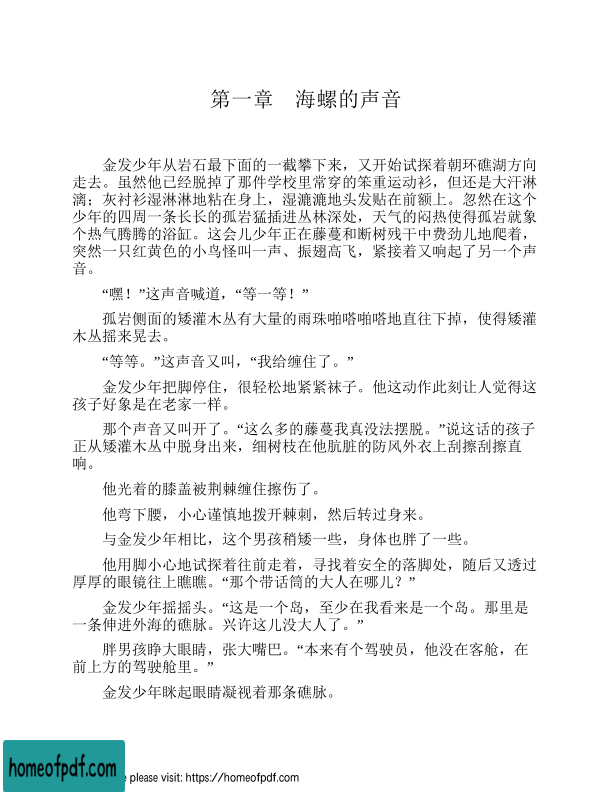 第一章　海螺的声音
金发少年从岩石最下面的一截攀下来，又开始试探着朝环礁湖方向
走去。虽然他已经脱掉了那件学校里常穿的笨重运动衫，但还是大汗淋
漓；灰衬衫湿淋淋地粘在身上，湿漉漉地头发贴在前额上。忽然在这个
少年的四周一条长长的孤岩猛插进丛林深处，天气的闷热使得孤岩就象
个热气腾腾的浴缸。这会儿少年正在藤蔓和断树残干中费劲儿地爬着，
突然一只红黄色的小鸟怪叫一声、振翅高飞，紧接着又响起了另一个声
音。
“嘿！”这声音喊道，“等一等！”
孤岩侧面的矮灌木丛有大量的雨珠啪嗒啪嗒地直往下掉，使得矮灌
木丛摇来晃去。
“等等。”这声音又叫，“我给缠住了。”
金发少年把脚停住，很轻松地紧紧袜子。他这动作此刻让人觉得这
孩子好象是在老家一样。
那个声音又叫开了。“这么多的藤蔓我真没法摆脱。”说这话的孩子
正从矮灌木丛中脱身出来，细树枝在他肮脏的防风外衣上刮擦刮擦直
响。
他光着的膝盖被荆棘缠住擦伤了。
他弯下腰，小心谨慎地拨开棘刺，然后转过身来。
与金发少年相比，这个男孩稍矮一些，身体也胖了一些。
他用脚小心地试探着往前走着，寻找着安全的落脚处，随后又透过
厚厚的眼镜往上瞧瞧。“那个带话筒的大人在哪儿？”
金发少年摇摇头。“这是一个岛，至少在我看来是一个岛。那里是
一条伸进外海的礁脉。兴许这儿没大人了。”
胖男孩睁大眼睛，张大嘴巴。“本来有个驾驶员，他没在客舱，在
前上方的驾驶舱里。”
金发少年眯起眼睛凝视着那条礁脉。
homeofpdf.com
e please visit: https://homeofpdf.com